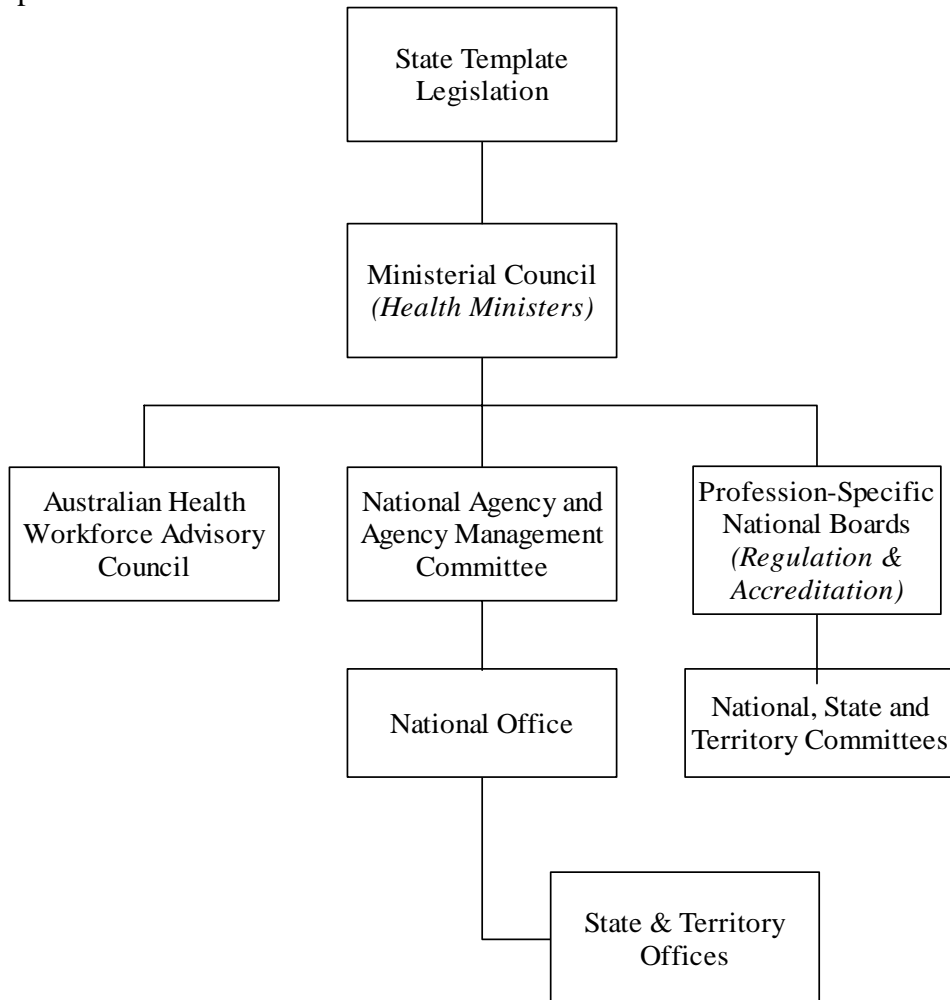 State Template
Legislation
Ministerial Council
(Health Ministers)
Australian Health
Workforce Advisory
Council
National Agency and
Agency Management
Committee
Profession-Specific
National Boards
(Regulation &
Accreditation)
National Office
National, State and
Territory Committees
State & Territory
Offices